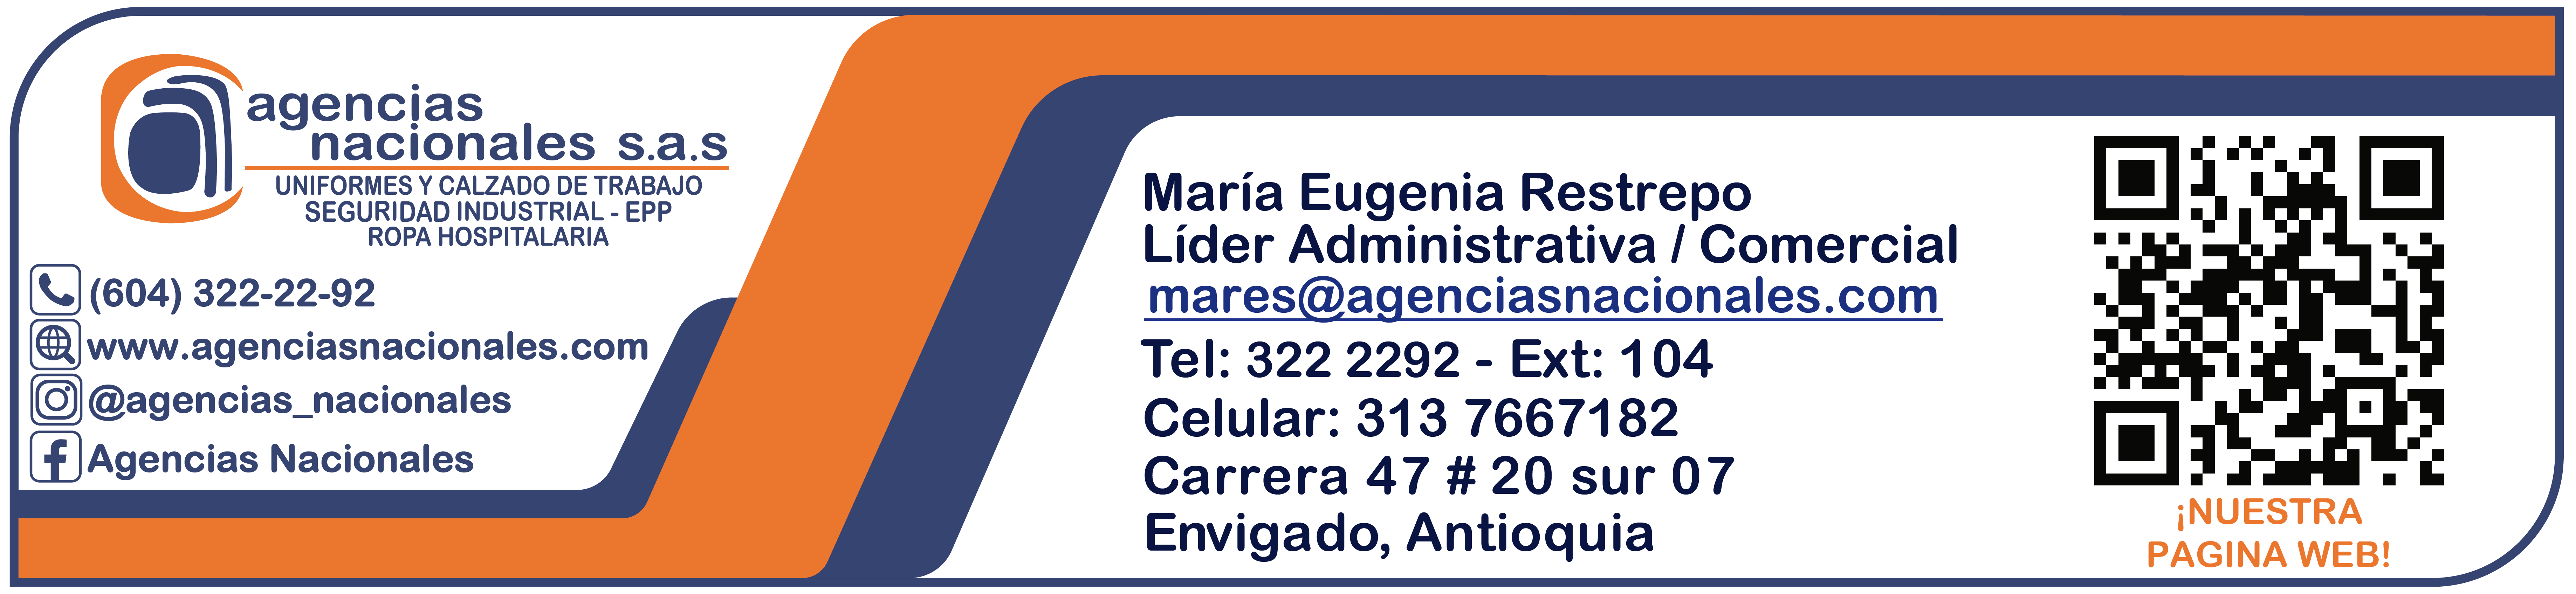 agencias
nacionales s.a.s
UNIFORMES Y CALZADO DE TRABAJO
SEGURIDAD INDUSTRIAL - EPP
ROPA HOSPITALARIA
(604) 322-22-92
www.agenciasnacionales.com
@agencias_nacionales
Agencias Nacionales
María Eugenia Restrepo
Líder Administrativa / Comercial
mares@agenciasnacionales.com
Tel: 322 2292 - Ext: 104
Celular: 313 7667182
Carrera 47 # 20 sur 07
Envigado, Antioquia
¡NUESTRA
PAGINA WEB!